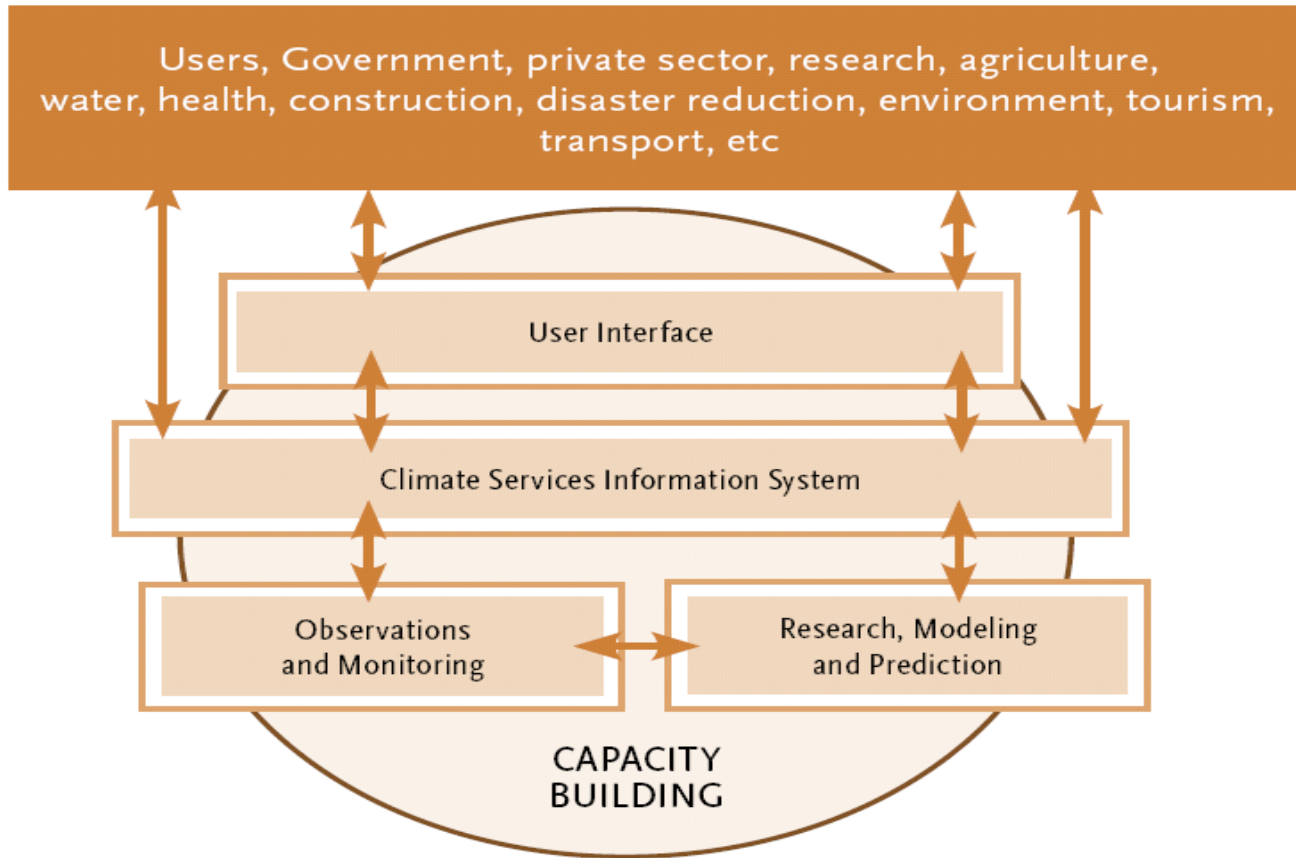 Users, Government, private sector, research, agriculture,
water, health, construction, disaster reduction, environment, tourism,
transport, etc
User Interface
Climate Services Information System
Observations
and Monitoring
Research, Modeling
and Prediction
CAPACITY
BUILDING